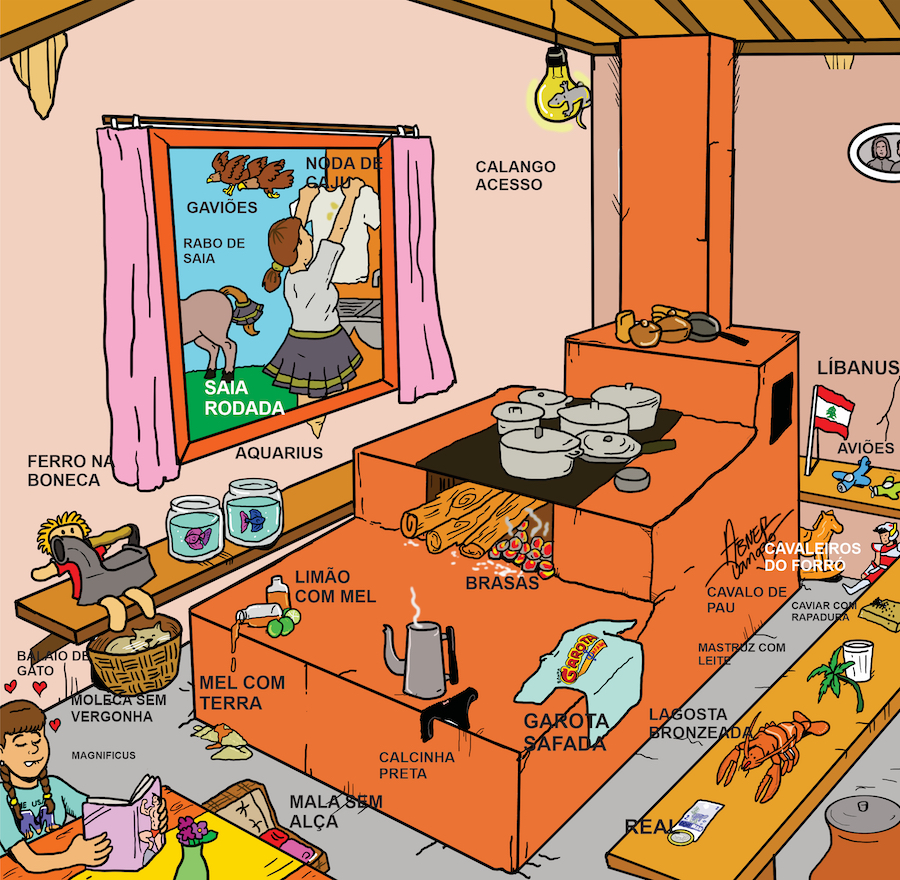 NODA DE
CAJU
CALANGO
ACESSO
GAVIÕES
RABO DE
SAIA
LÍBANUS
SAIA
RODADA
AVIÕES
AQUARIUS
FERRO NA
BONECA
ABNER
CAVALEIROS
DO FORRÓ
BRASAS
LIMÃO
COM MEL
CAVALO DE
PAU
CAVIAR COM
RAPADURA
GAROTA
MASTRUZ COM
LEITE
BALAIO DE
GATO
MEL COM
TERRA
MOLECA SEM
VERGONHA
GAROTA
SAFADA
LAGOSTA
BRONZEADA
MAGNIFICUS
CALCINHA
PRETA
MALA SEM
ALÇA
REAL